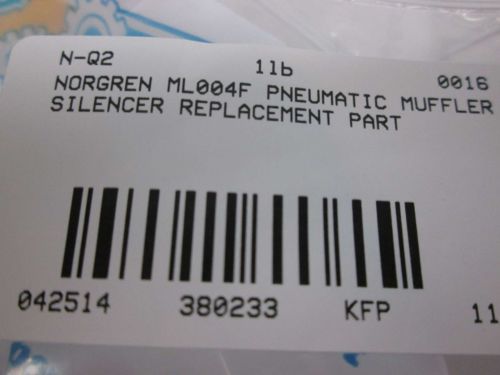 N-Q2 1lb 0016
NORGREN ML004F PNEUMATIC MUFFLER
SILENCER REPLACEMENT PART
042514 380233 KFP 11